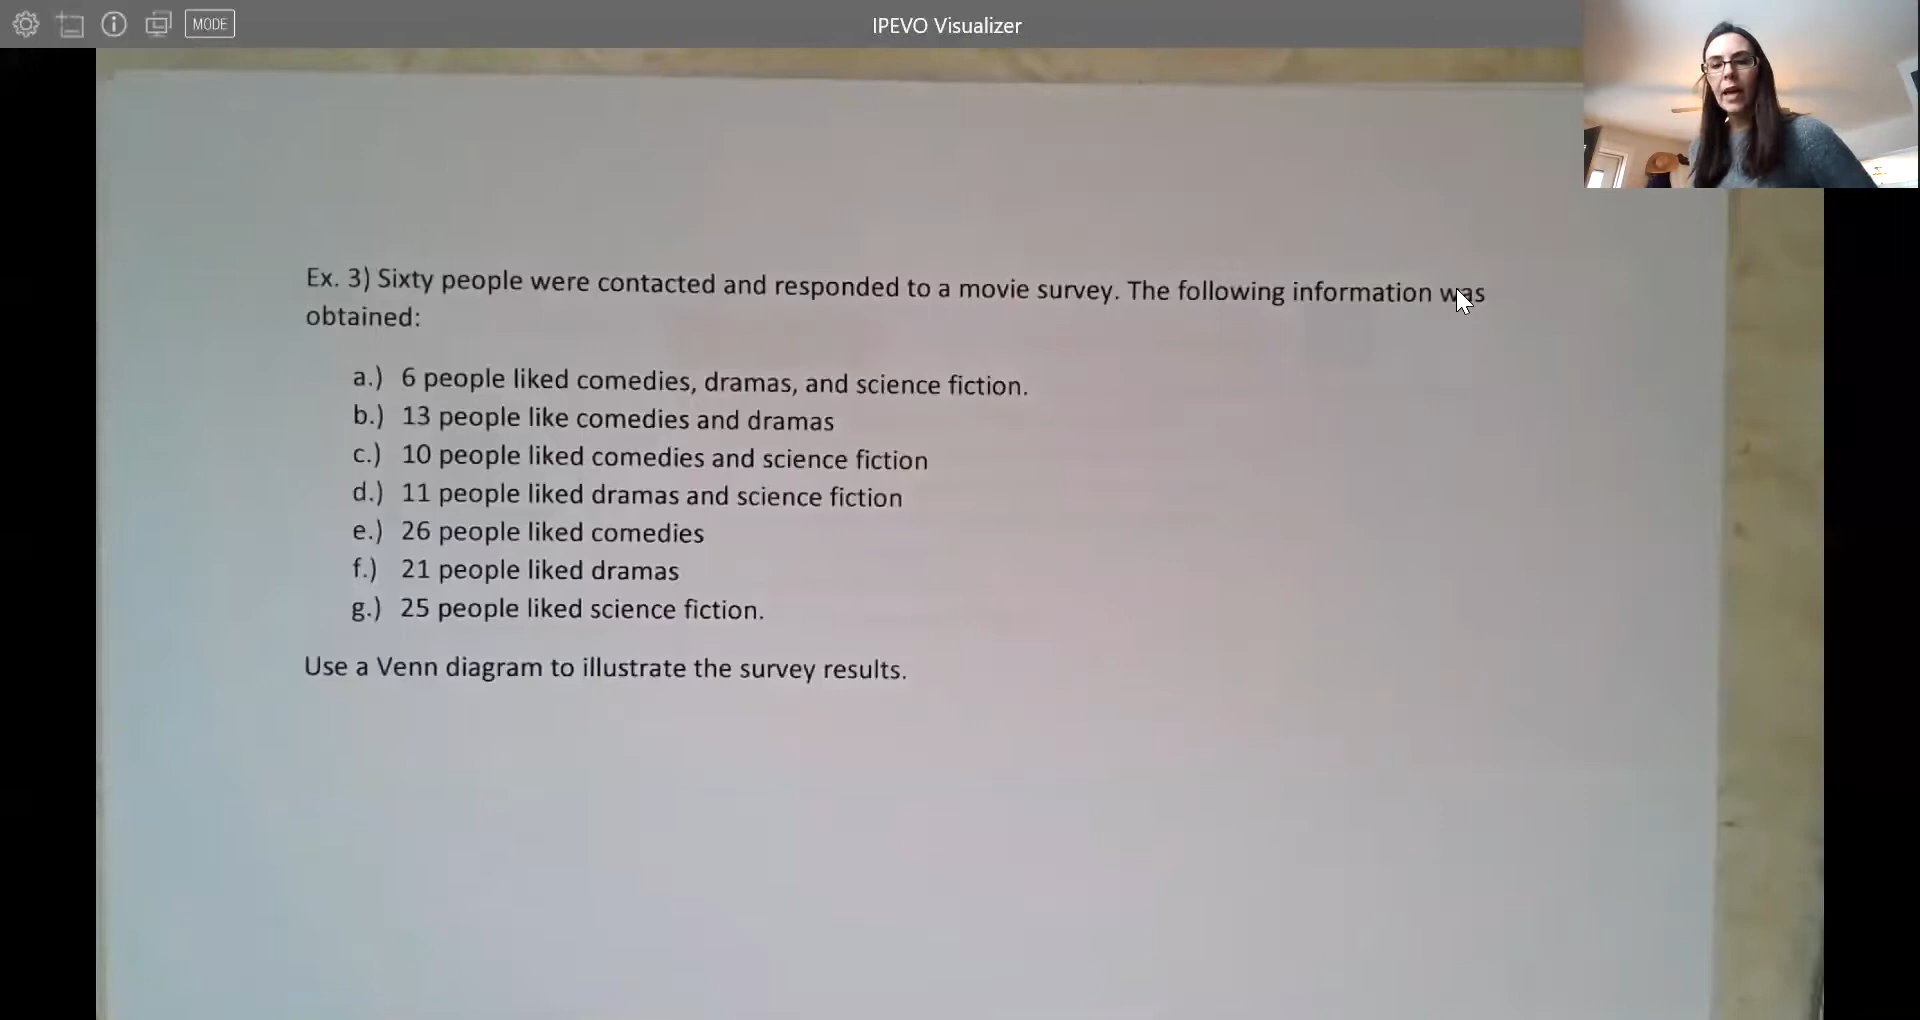 MODE
IPEVO Visualizer
Ex. 3) Sixty people were contacted and responded to a movie survey. The following information was
obtained:
a.) 6 people liked comedies, dramas, and science fiction.
b.) 13 people like comedies and dramas
c.) 10 people liked comedies and science fiction
d.) 11 people liked dramas and science fiction
e.) 26 people liked comedies
f.) 21 people liked dramas
g.) 25 people liked science fiction.
Use a Venn diagram to illustrate the survey results.